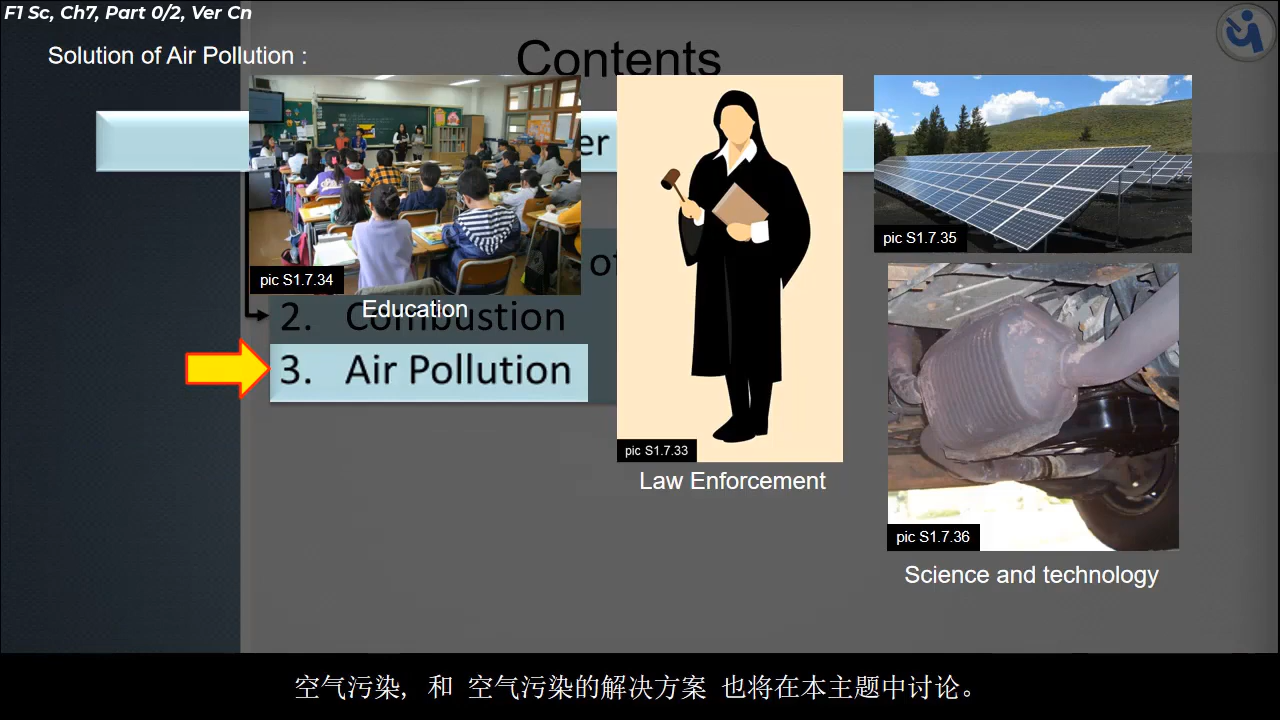 F1 Sc, Ch7, Part 0/2, Ver Cn
Solution of Air Pollution :
Contents
er
of
pic S1.7.34
Education
2. Combustion
3. Air Pollution
pic S1.7.33
Law Enforcement
pic S1.7.35
pic S1.7.36
Science and technology
空气污染, 和 空气污染的解决方案 也将在本主题中讨论。